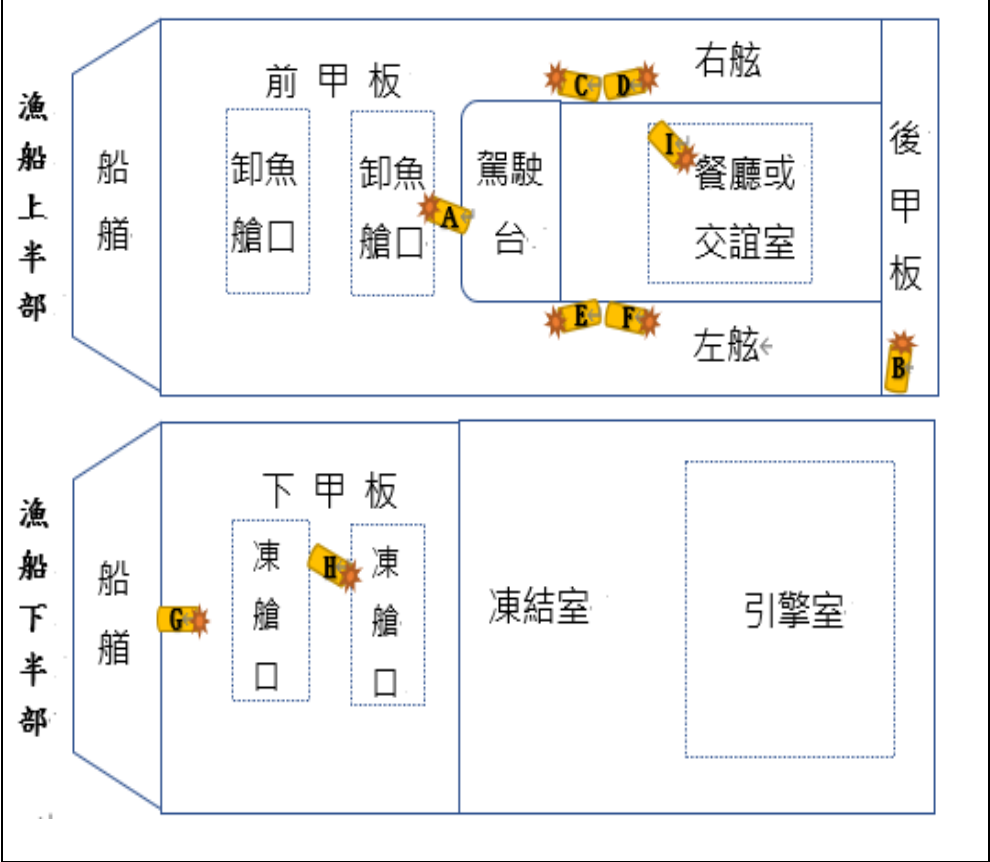 漁船上半部
船艏
前甲板
卸魚艙口
卸魚艙口
A
駕駛台
C
D
右舷
I
餐廳或
交誼室
E
F
左舷
後甲板
B
漁船下半部
船艏
G
下甲板
凍艙口
H
凍艙口
凍結室
引擎室